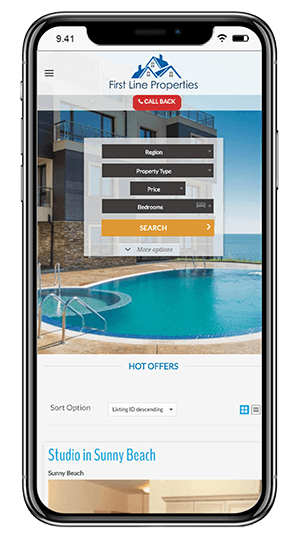 9.41
First Line Properties
CALL BACK
Region
Property Type
Price
Bedrooms
SEARCH
More options
HOT OFFERS
Sort Option
Listing ID descending
Studio in Sunny Beach
Sunny Beach